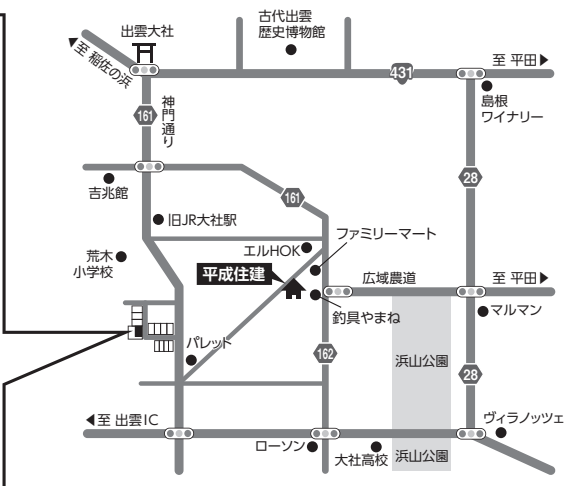 出雲大社
古代出雲
歴史博物館
◀至 稲佐の浜
431
至 平田▶
島根
ワイナリー
161
神門通り
28
吉兆館
161
旧JR大社駅
ファミリーマート
エルHOK
荒木
小学校
平成住建
広域農道
至 平田▶
釣具やまね
マルマン
パレット
162
浜山公園
28
◀至 出雲IC
ヴィラノッツェ
ローソン
大社高校
浜山公園